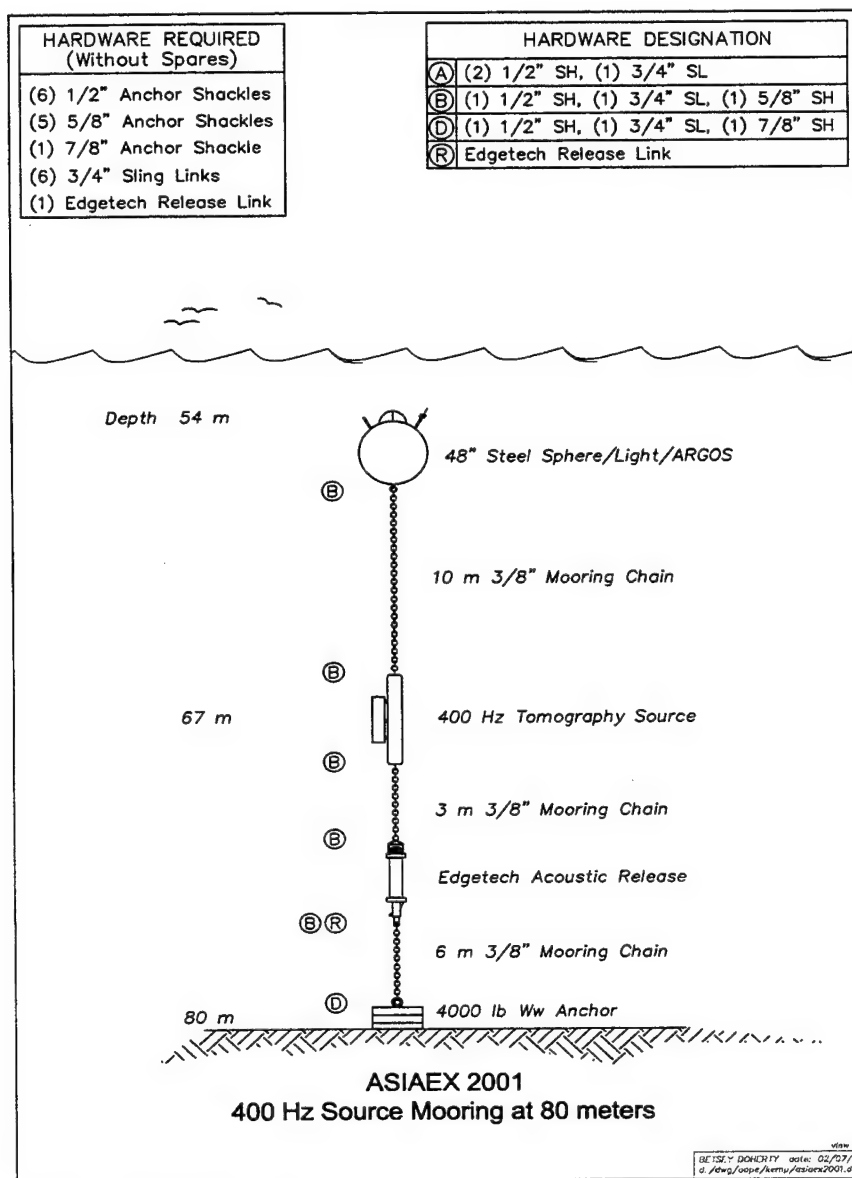 HARDWARE REQUIRED
(Without Spares)
(6) 1/2" Anchor Shackles
(5) 5/8" Anchor Shackles
(1) 7/8" Anchor Shackle
(6) 3/4" Sling Links
(1) Edgetech Release Link
HARDWARE DESIGNATION
A (2) 1/2" SH, (1) 3/4" SL
B (1) 1/2" SH, (1) 3/4" SL, (1) 5/8" SH
D (1) 1/2" SH, (1) 3/4" SL, (1) 7/8" SH
R Edgetech Release Link
Depth 54 m
48" Steel Sphere/Light/ARGOS
B
10 m 3/8" Mooring Chain
B
67 m
400 Hz Tomography Source
B
3 m 3/8" Mooring Chain
B
Edgetech Acoustic Release
B R
6 m 3/8" Mooring Chain
D
80 m
4000 lb Ww Anchor
ASIAEX 2001
400 Hz Source Mooring at 80 meters
view
BETSEY DOHERTY date: 02/07/
d. /dwg/oope/kemp/asiaex2001.d